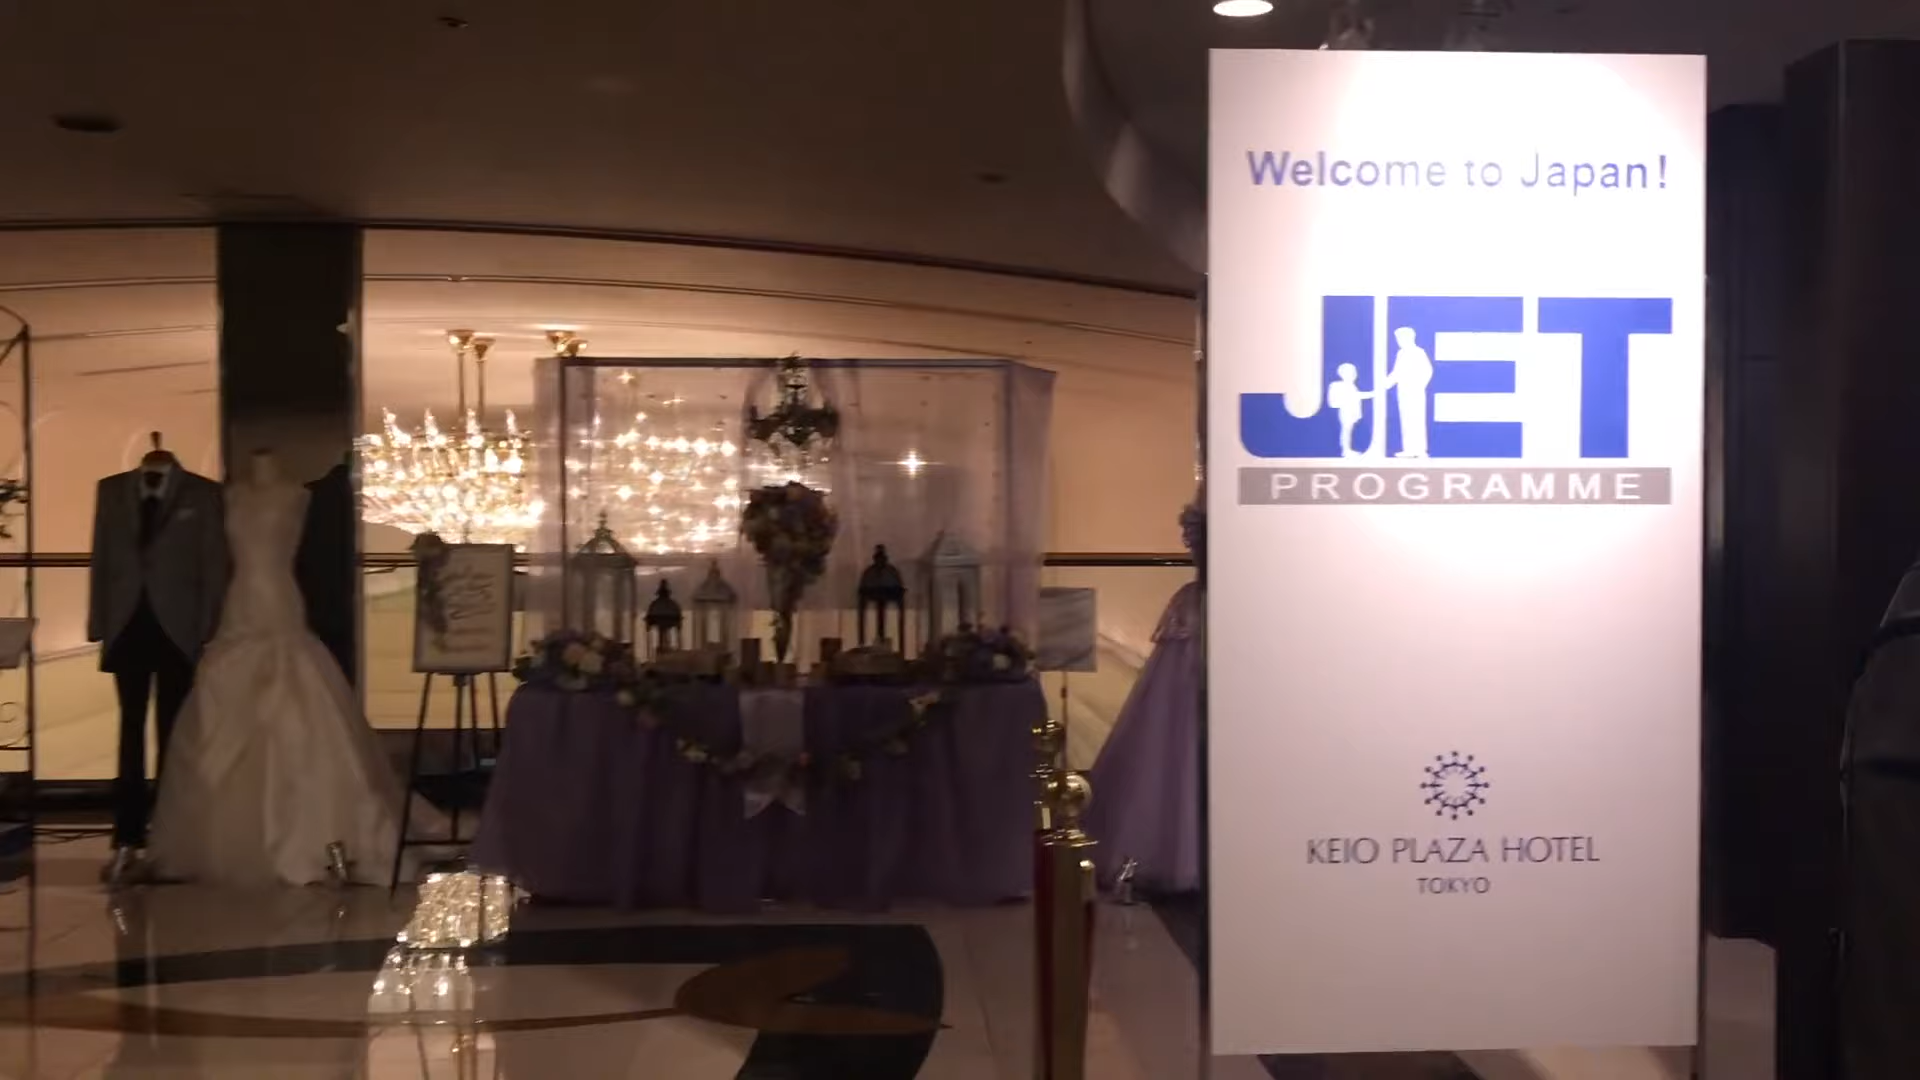 Welcome to Japan!
JET
PROGRAMME
KEIO PLAZA HOTEL
TOKYO